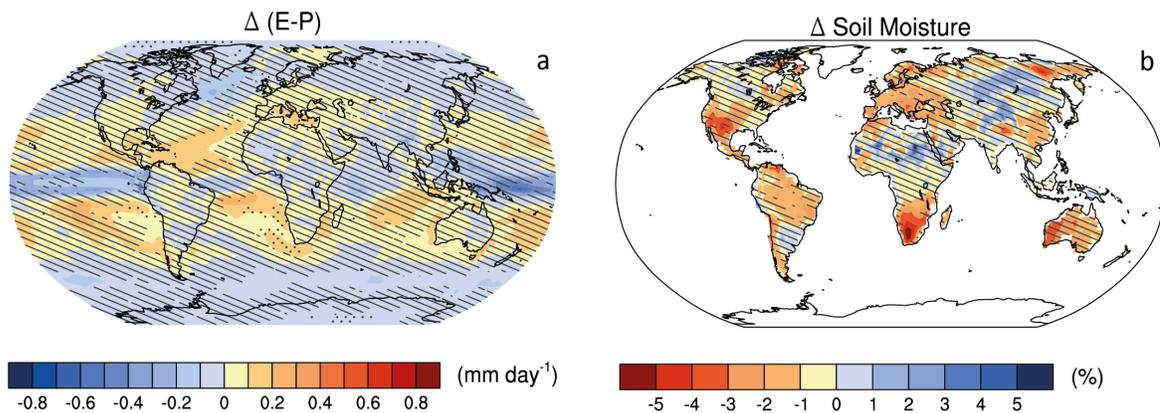 Δ (E-P)
a
-0.8 -0.6 -0.4 -0.2 0 0.2 0.4 0.6 0.8
(mm day⁻¹)
Δ Soil Moisture
b
-5 -4 -3 -2 -1 0 1 2 3 4 5
(%)